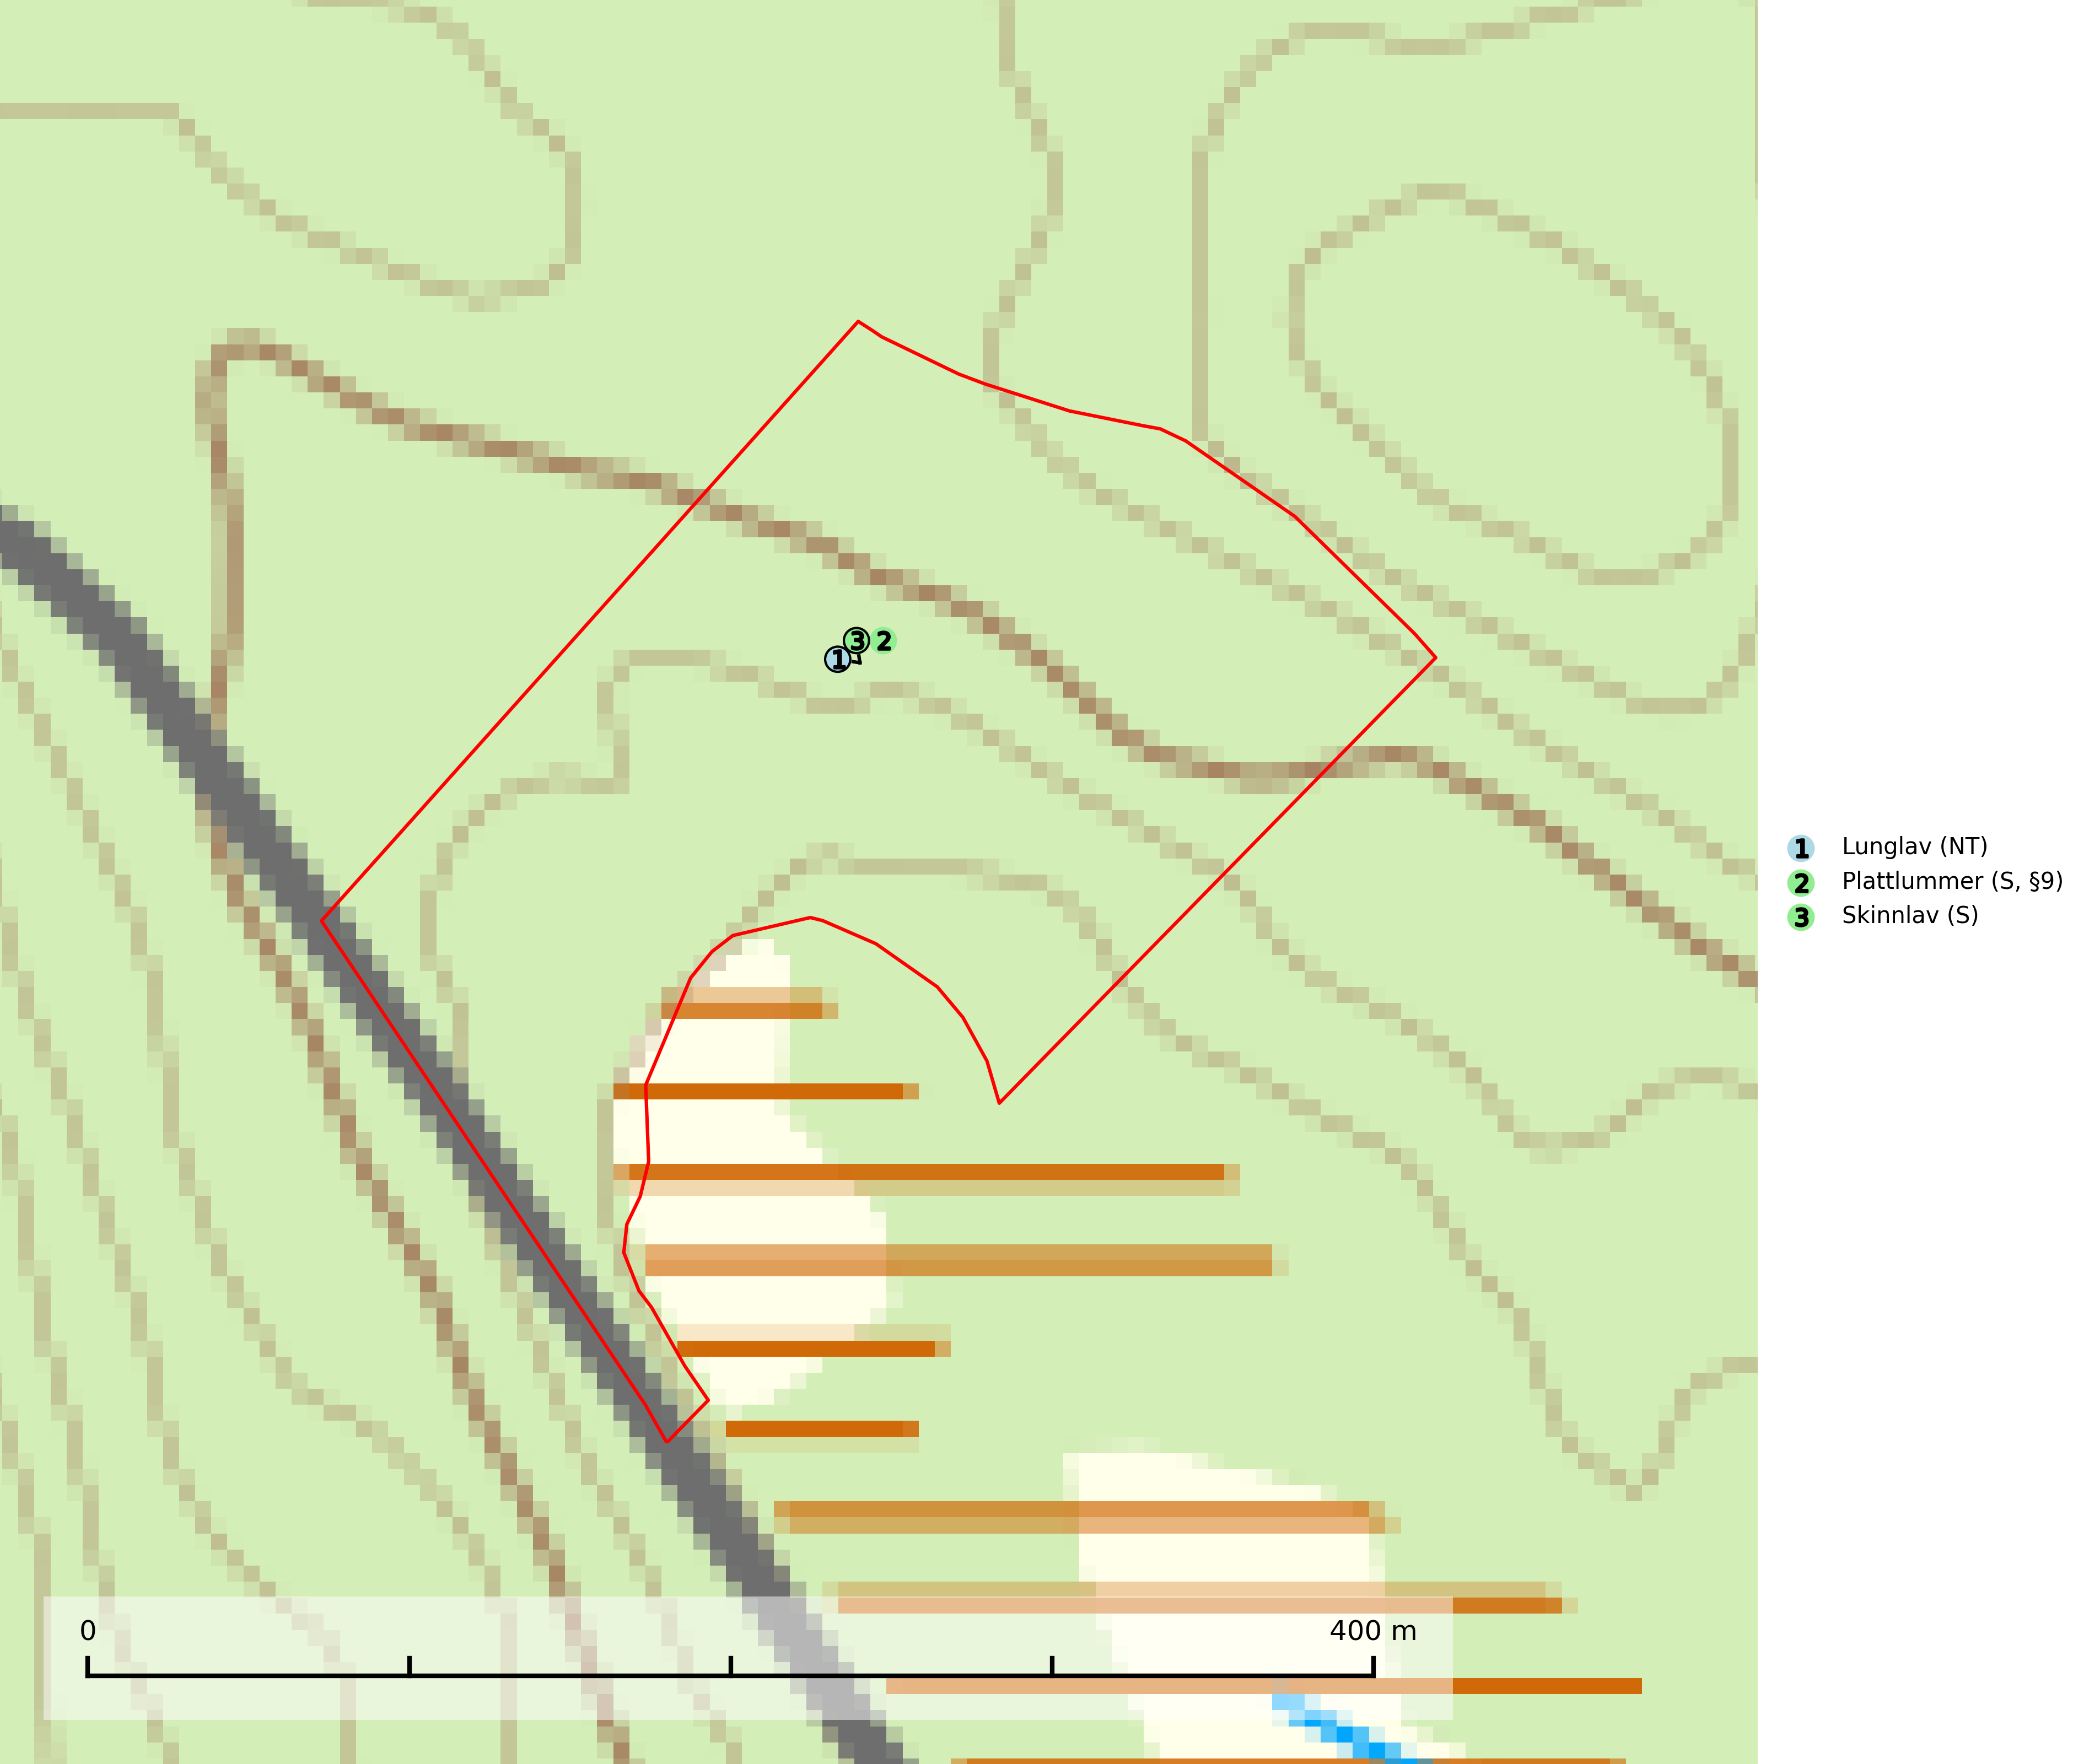 3 2
1
1 Lunglav (NT)
2 Plattlummer (S, §9)
3 Skinnlav (S)
0 400 m